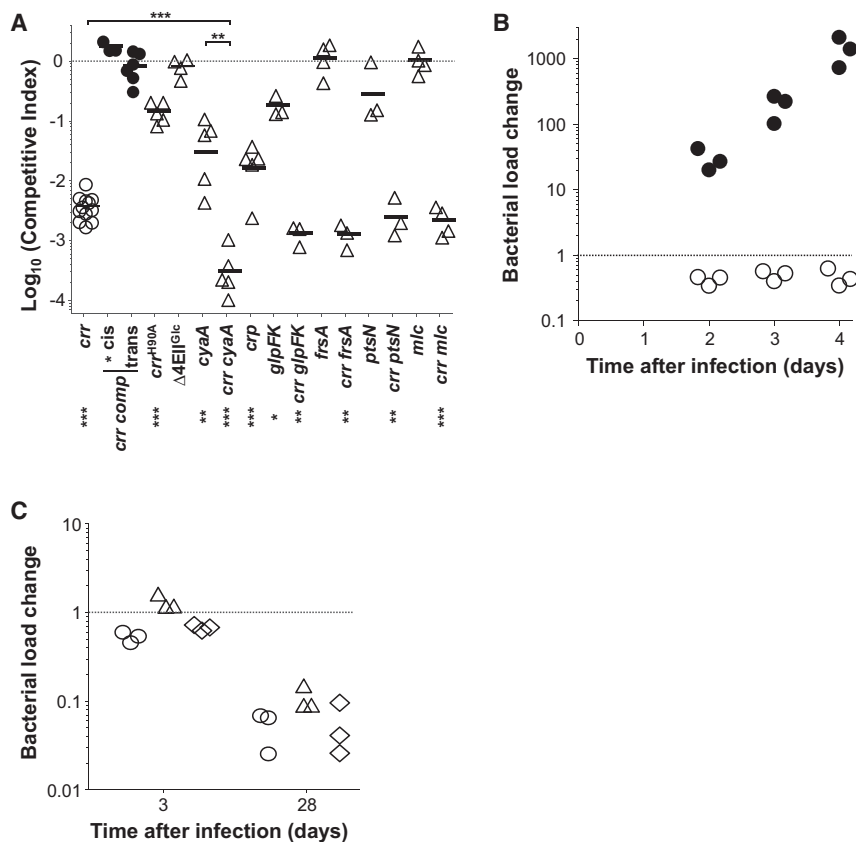 A
***
**
0
-1
-2
-3
-4
Log10 (Competitive Index)
crr
* cis
trans
crr comp
crrH90A
Δ4EIIGlc
cyaA
crr cyaA
crp
glpFK
crr glpFK
frsA
crr frsA
ptsN
crr ptsN
mlc
crr mlc
***
***
**
***
***
*
**
**
**
***
B
1000
100
10
1
0.1
Bacterial load change
0 1 2 3 4
Time after infection (days)
C
10
1
0.1
0.01
Bacterial load change
3 28
Time after infection (days)